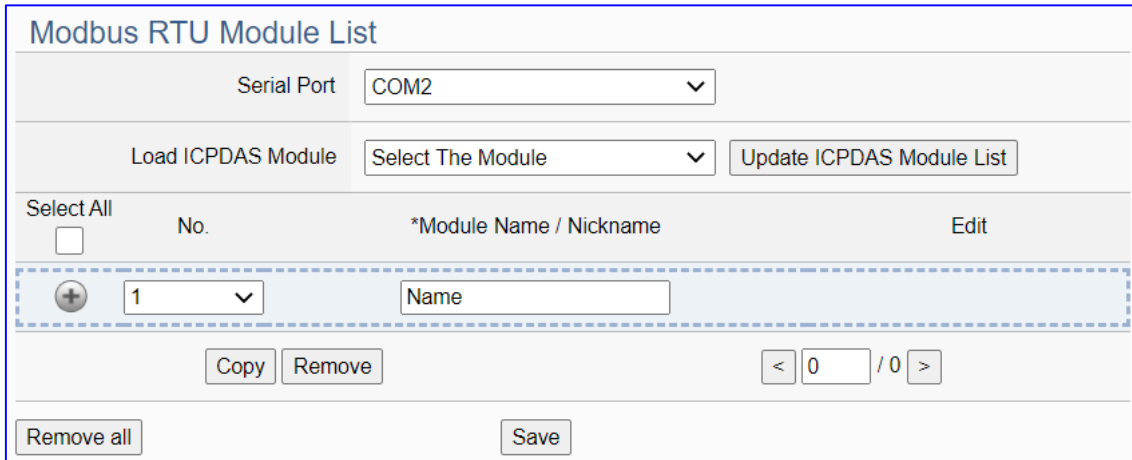 Modbus RTU Module List
Serial Port COM2
Load ICPDAS Module Select The Module Update ICPDAS Module List
Select All No. *Module Name / Nickname Edit
1 Name
Copy Remove < 0 / 0 >
Remove all Save